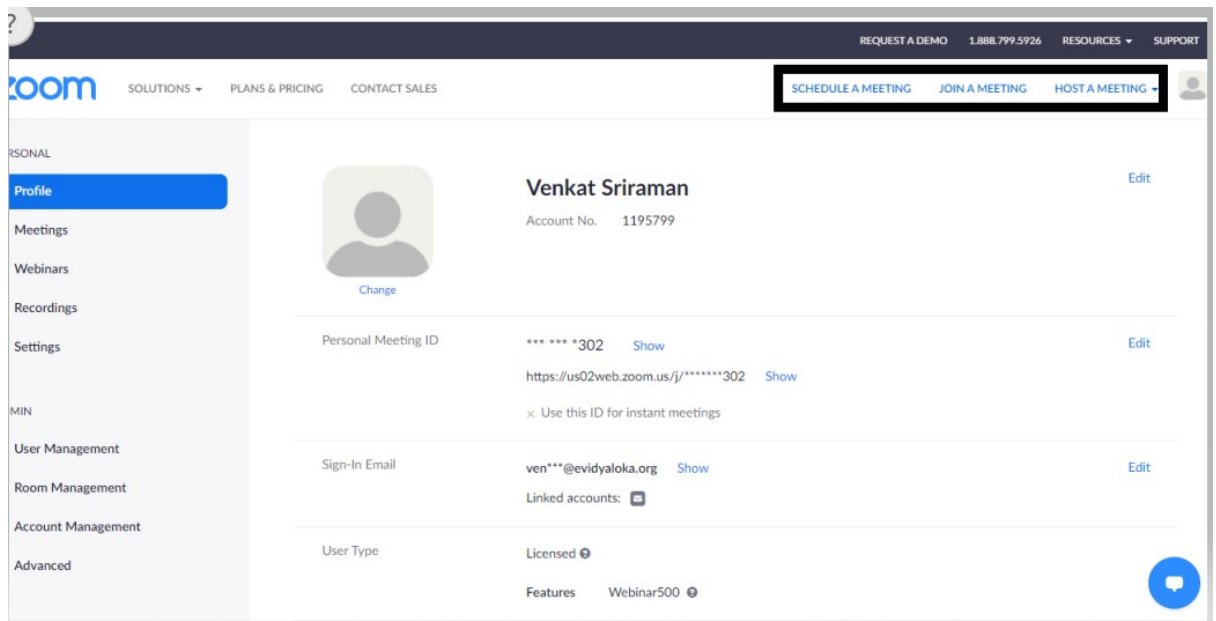 ?
REQUEST A DEMO 1.888.799.5926 RESOURCES SUPPORT
zoom SOLUTIONS PLANS & PRICING CONTACT SALES SCHEDULE A MEETING JOIN A MEETING HOST A MEETING
RSONAL
Profile
Meetings
Webinars
Recordings
Settings
MIN
User Management
Room Management
Account Management
Advanced
Change
Venkat Sriraman Edit
Account No. 1195799
Personal Meeting ID *** *** *302 Show Edit
https://us02web.zoom.us/j/*******302 Show
× Use this ID for instant meetings
Sign-In Email ven***@evidyaloka.org Show Edit
Linked accounts:
User Type Licensed ?
Features Webinar500 ?